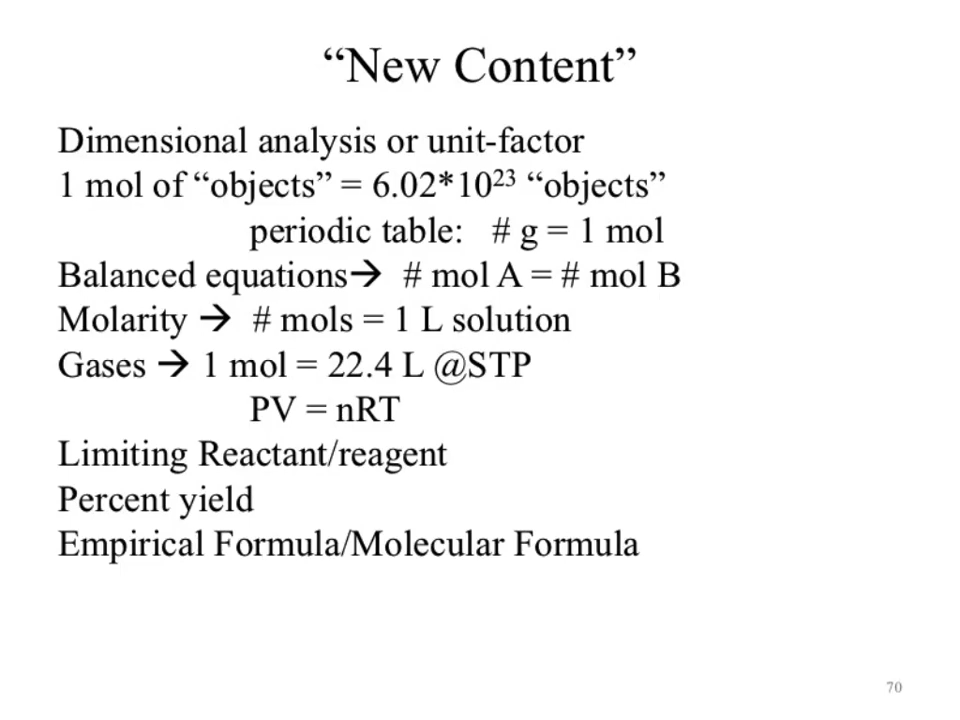 “New Content”
Dimensional analysis or unit-factor
1 mol of “objects” = 6.02*10²³ “objects”
periodic table: # g = 1 mol
Balanced equations→ # mol A = # mol B
Molarity → # mols = 1 L solution
Gases → 1 mol = 22.4 L @STP
PV = nRT
Limiting Reactant/reagent
Percent yield
Empirical Formula/Molecular Formula
70